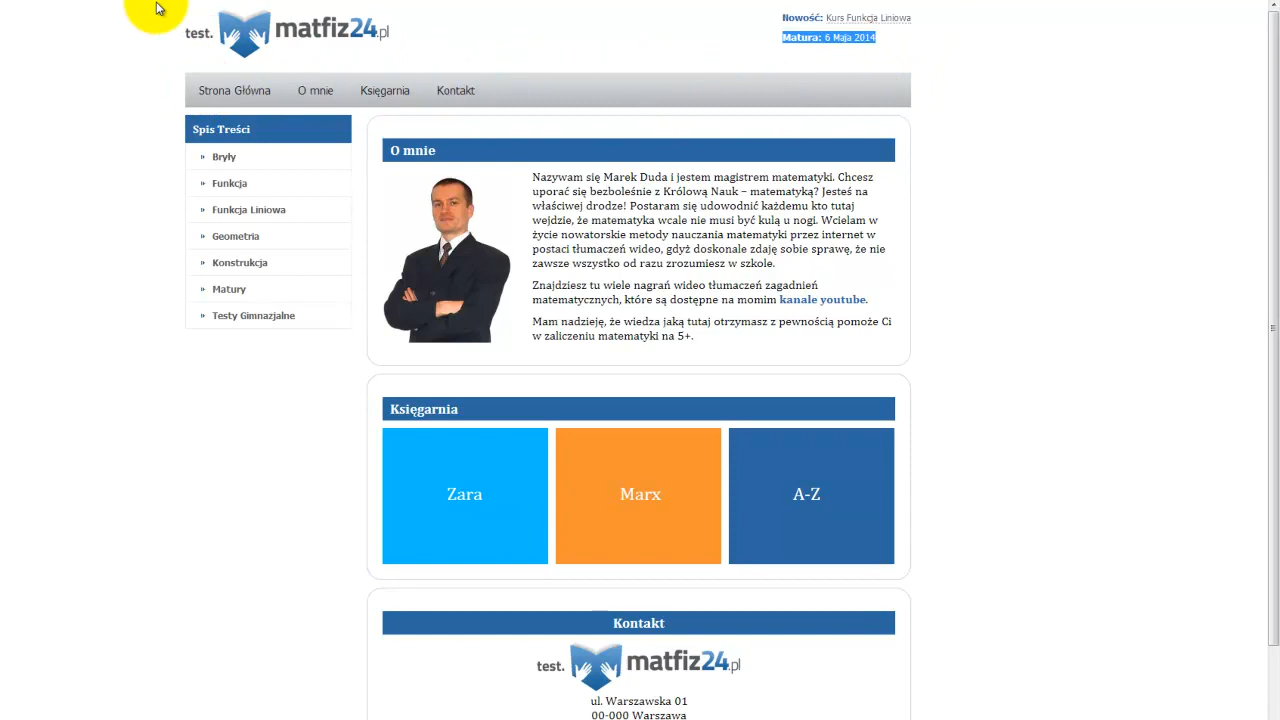 test. matfiz24.pl
Nowość: Kurs Funkcja Liniowa
Matura: 6 Maja 2014
Strona Główna O mnie Księgarnia Kontakt
Spis Treści
Bryły
Funkcja
Funkcja Liniowa
Geometria
Konstrukcja
Matury
Testy Gimnazjalne
O mnie
Nazywam się Marek Duda i jestem magistrem matematyki. Chcesz
uporać się bezboleśnie z Królową Nauk – matematyką? Jesteś na
właściwej drodze! Postaram się udowodnić każdemu kto tutaj
wejdzie, że matematyka wcale nie musi być kulą u nogi. Wcielam w
życie nowatorskie metody nauczania matematyki przez internet w
postaci tłumaczeń wideo, gdyż doskonale zdaję sobie sprawę, że nie
zawsze wszystko od razu zrozumiesz w szkole.
Znajdziesz tu wiele nagrań wideo tłumaczeń zagadnień
matematycznych, które są dostępne na momim kanale youtube.
Mam nadzieję, że wiedza jaką tutaj otrzymasz z pewnością pomoże Ci
w zaliczeniu matematyki na 5+.
Księgarnia
Zara
Marx
A-Z
Kontakt
test. matfiz24.pl
ul. Warszawska 01
00-000 Warszawa